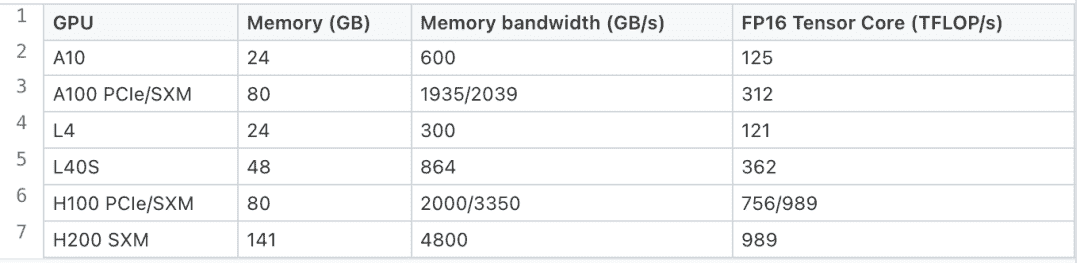 1 GPU Memory (GB) Memory bandwidth (GB/s) FP16 Tensor Core (TFLOP/s)
2 A10 24 600 125
3 A100 PCIe/SXM 80 1935/2039 312
4 L4 24 300 121
5 L40S 48 864 362
6 H100 PCIe/SXM 80 2000/3350 756/989
7 H200 SXM 141 4800 989